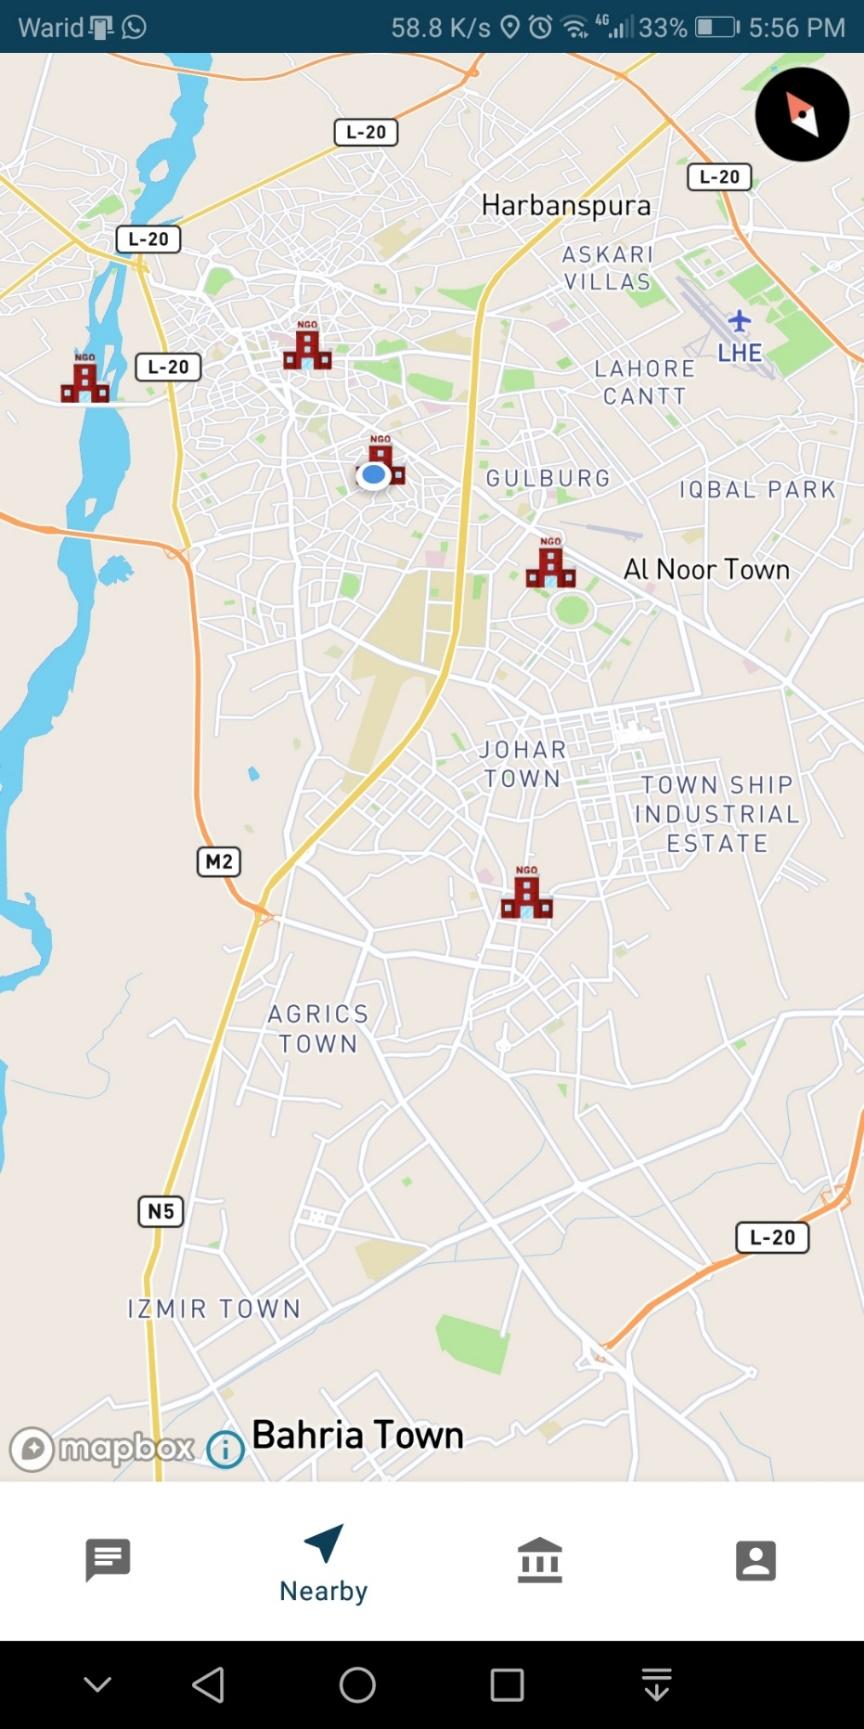 Warid 58.8 K/s 4G 33% 5:56 PM
L-20
L-20
Harbanspura
L-20
ASKARI
VILLAS
NGO
LHE
NGO
L-20
LAHORE
CANTT
NGO
GULBURG
IQBAL PARK
NGO
Al Noor Town
JOHAR
TOWN
TOWN SHIP
INDUSTRIAL
ESTATE
M2
NGO
AGRICS
TOWN
N5
L-20
IZMIR TOWN
mapbox
Bahria Town
Nearby